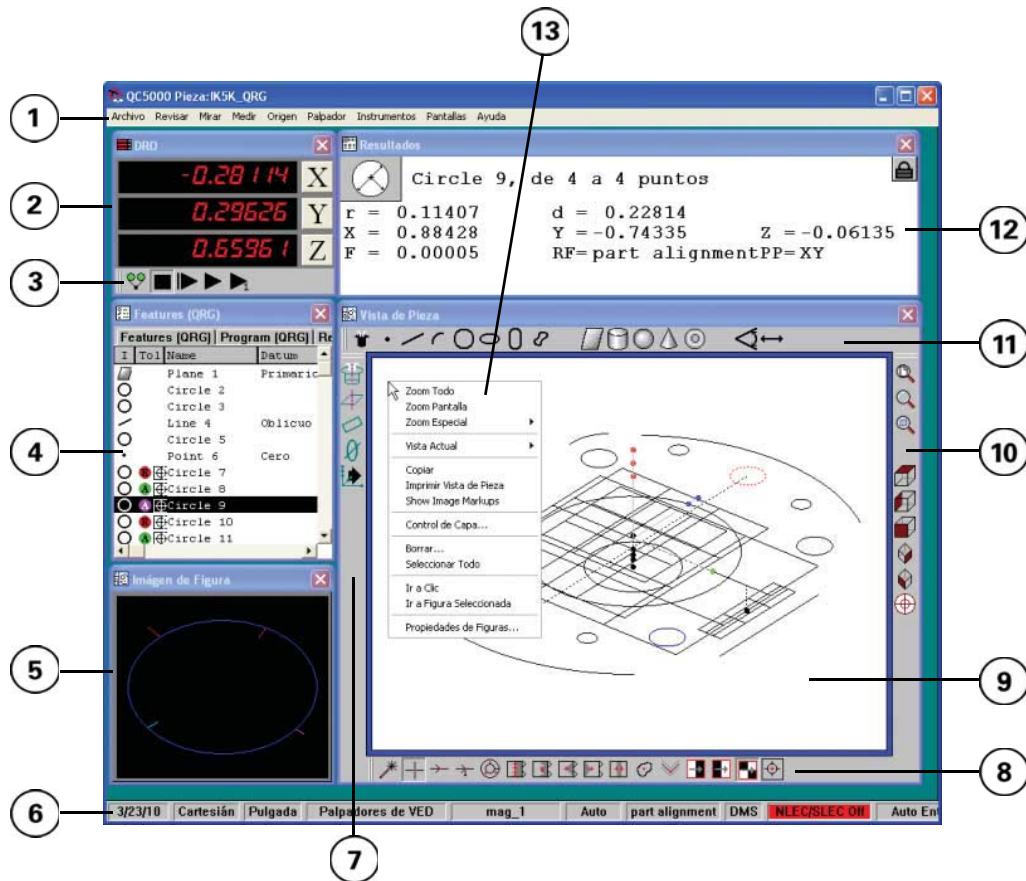 13
QC5000 Pieza:IK5K_QRG
1
Archivo Revisar Mirar Medir Origen Palpador Instrumentos Pantallas Ayuda
DRO
-0.28114 X
2
0.29626 Y
0.65961 Z
3
1
Resultados
Circle 9, de 4 a 4 puntos
r = 0.11407 d = 0.22814
X = 0.88428 Y =-0.74335 Z =-0.06135
F = 0.00005 RF=part alignmentPP=XY
12
Features (QRG)
Features [QRG] Program [QRG] Re
I Tol Name Datum
Plane 1 Primaric
Circle 2
Circle 3
Line 4 Oblicuo
Circle 5
4
Point 6 Cero
R Circle 7
A Circle 8
A Circle 9
R Circle 10
A Circle 11
Vista de Pieza
11
Zoom Todo
Zoom Pantalla
Zoom Especial
Vista Actual
Copiar
Imprimir Vista de Pieza
Show Image Markups
Control de Capa...
Borrar...
Seleccionar Todo
Ir a Clic
Ir a Figura Seleccionada
Propiedades de Figuras...
10
Imágen de Figura
5
9
8
6
3/23/10 Cartesián Pulgada Palpadores de VED mag_1 Auto part alignment DMS NLEC/SLEC Off Auto Ent
7